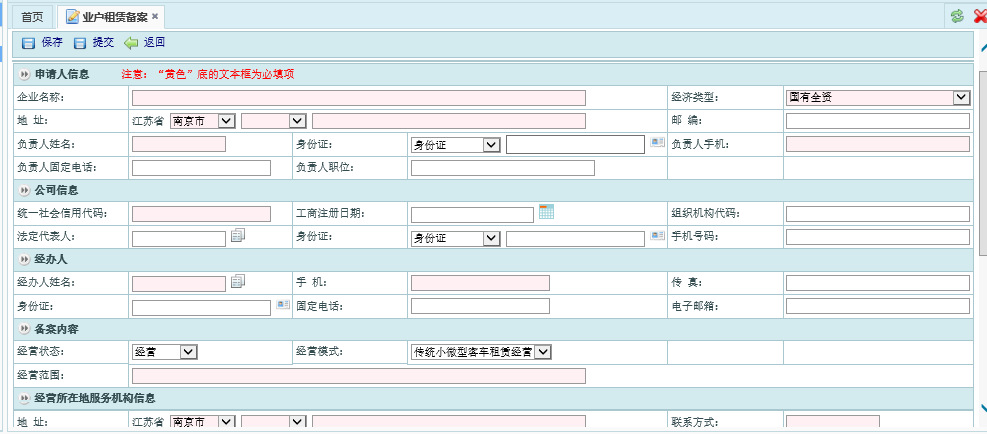 首页 业户租赁备案
保存 提交 返回
申请人信息 注意：“黄色”底的文本框为必填项
企业名称: 经济类型: 国有全资
地 址: 江苏省 南京市 邮 编:
负责人姓名: 身份证: 身份证 负责人手机:
负责人固定电话: 负责人职位:
公司信息
统一社会信用代码: 工商注册日期: 组织机构代码:
法定代表人: 身份证: 身份证 手机号码:
经办人
经办人姓名: 手 机: 传 真:
身份证: 固定电话: 电子邮箱:
备案内容
经营状态: 经营 经营模式: 传统小微型客车租赁经营
经营范围:
经营所在地服务机构信息
地 址: 江苏省 南京市 联系方式: